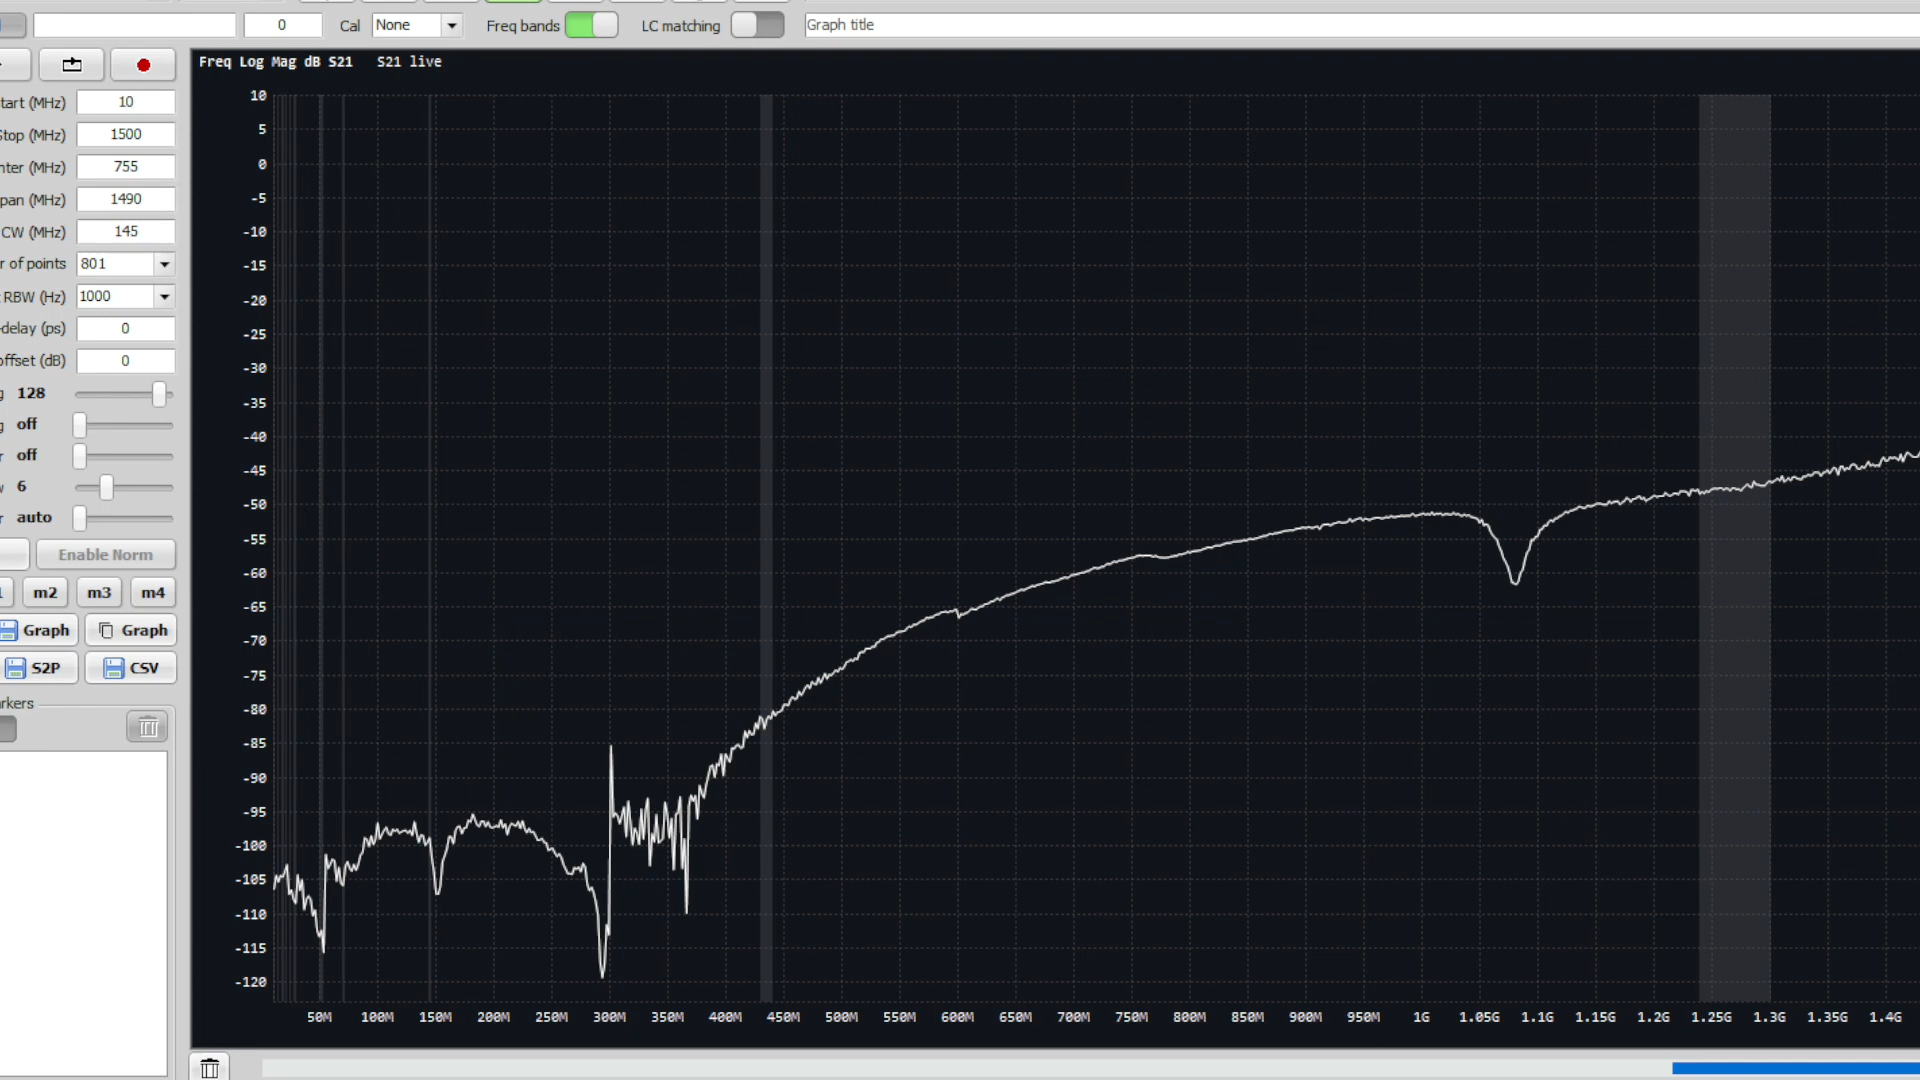 0 Cal None Freq bands LC matching Graph title
Freq Log Mag dB S21 S21 live
tart (MHz) 10
Stop (MHz) 1500
nter (MHz) 755
pan (MHz) 1490
CW (MHz) 145
r of points 801
RBW (Hz) 1000
delay (ps) 0
offset (dB) 0
g 128
g off
r off
6
r auto
Enable Norm
m2 m3 m4
Graph Graph
S2P CSV
rkers
10
5
0
-5
-10
-15
-20
-25
-30
-35
-40
-45
-50
-55
-60
-65
-70
-75
-80
-85
-90
-95
-100
-105
-110
-115
-120
50M 100M 150M 200M 250M 300M 350M 400M 450M 500M 550M 600M 650M 700M 750M 800M 850M 900M 950M 1G 1.05G 1.1G 1.15G 1.2G 1.25G 1.3G 1.35G 1.4G